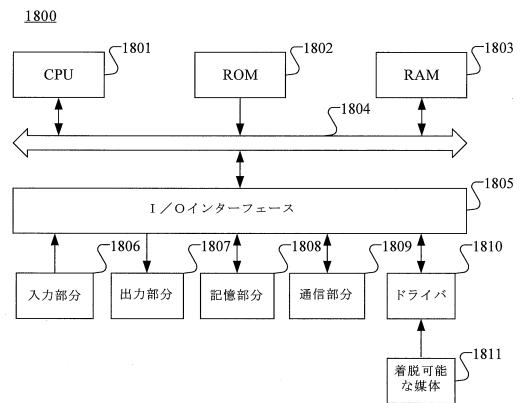 1800
CPU
1801
ROM
1802
RAM
1803
1804
I/Oインターフェース
1805
入力部分
1806
出力部分
1807
記憶部分
1808
通信部分
1809
ドライバ
1810
着脱可能
な媒体
1811